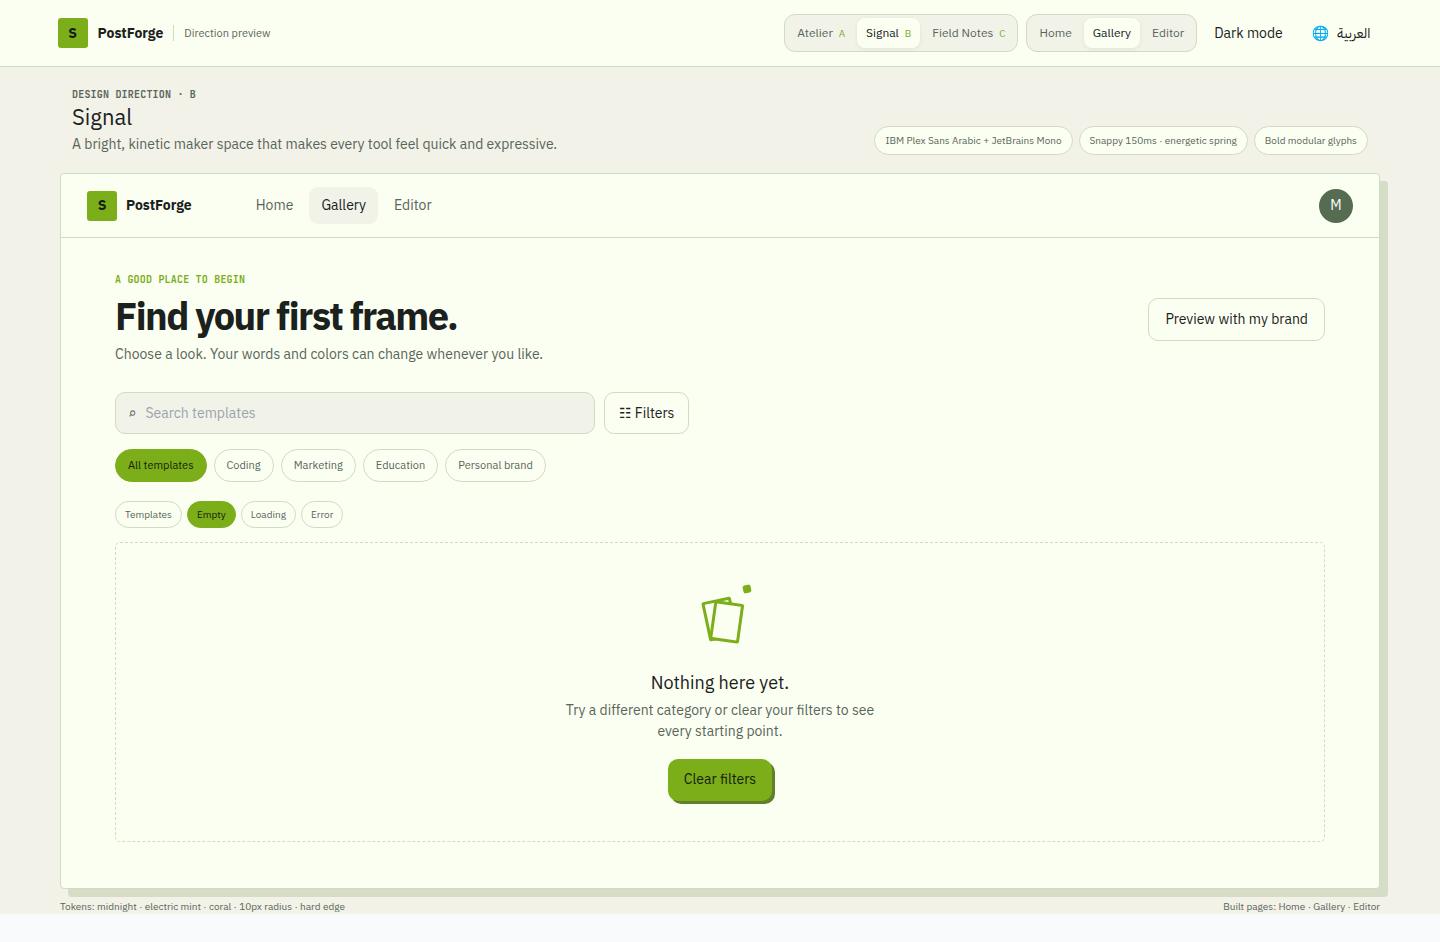 S PostForge Direction preview Atelier A Signal B Field Notes C Home Gallery Editor Dark mode 🌐 العربية
DESIGN DIRECTION · B
Signal
A bright, kinetic maker space that makes every tool feel quick and expressive.
IBM Plex Sans Arabic + JetBrains Mono Snappy 150ms · energetic spring Bold modular glyphs
S PostForge Home Gallery Editor M
A GOOD PLACE TO BEGIN
Find your first frame.
Preview with my brand
Choose a look. Your words and colors can change whenever you like.
Search templates Filters
All templates Coding Marketing Education Personal brand
Templates Empty Loading Error
Nothing here yet.
Try a different category or clear your filters to see
every starting point.
Clear filters
Tokens: midnight · electric mint · coral · 10px radius · hard edge Built pages: Home · Gallery · Editor